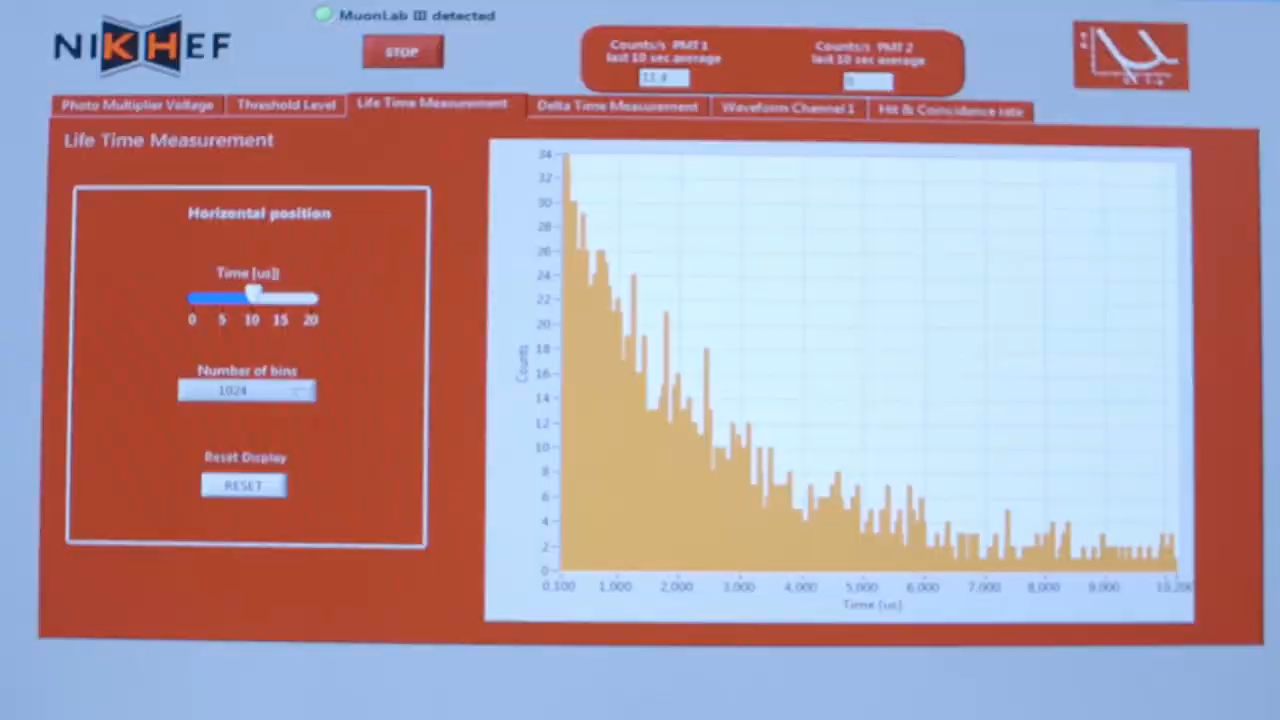 NIKHEF
MuonLab III detected
STOP
Counts/s PMT 1
last 10 sec average
Counts/s PMT 2
last 10 sec average
0
Photo Multiplier Voltage
Threshold Level
Life Time Measurement
Delta Time Measurement
Waveform Channel 1
Hit & Coincidence rate
Life Time Measurement
Horizontal position
Time [us]
0 5 10 15 20
Number of bins
1024
Reset Display
RESET
Counts
34
32
30
28
26
24
22
20
18
16
14
12
10
8
6
4
2
0
0,100 1,000 2,000 3,000 4,000 5,000 6,000 7,000 8,000 9,000 10,200
Time [us]